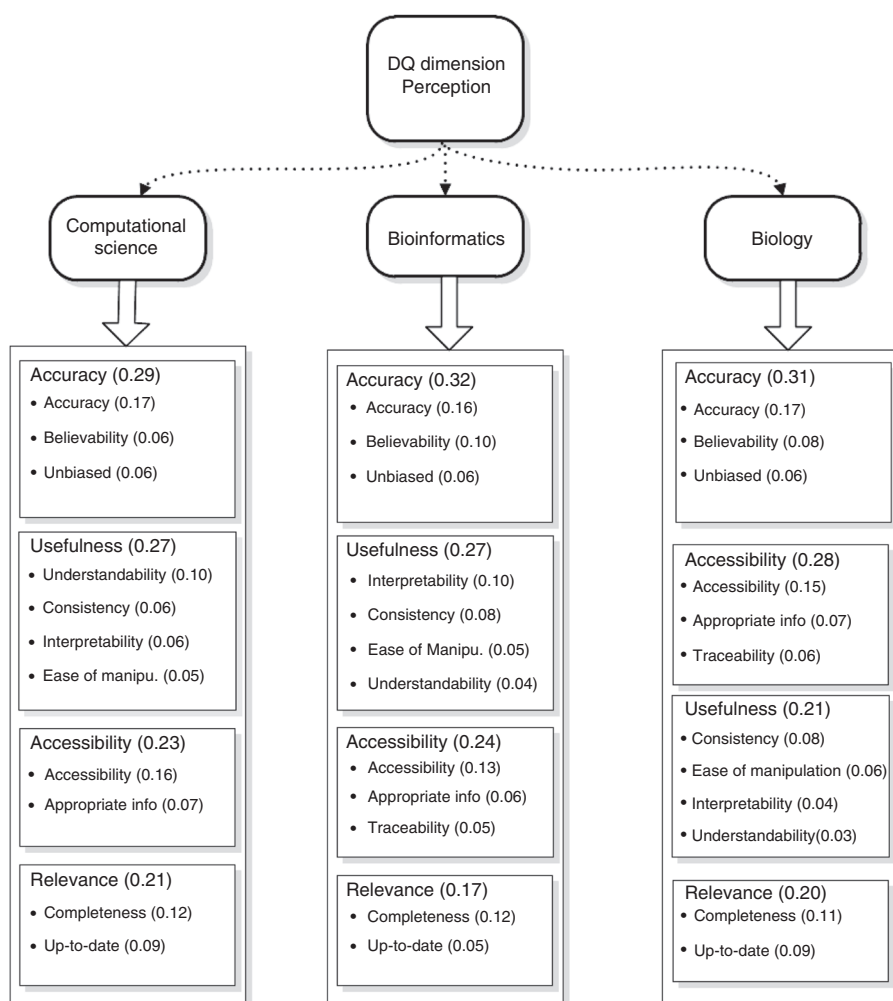 DQ dimension
Perception
Computational
science
Bioinformatics
Biology
Accuracy (0.29)
• Accuracy (0.17)
• Believability (0.06)
• Unbiased (0.06)
Usefulness (0.27)
• Understandability (0.10)
• Consistency (0.06)
• Interpretability (0.06)
• Ease of manipu. (0.05)
Accessibility (0.23)
• Accessibility (0.16)
• Appropriate info (0.07)
Relevance (0.21)
• Completeness (0.12)
• Up-to-date (0.09)
Accuracy (0.32)
• Accuracy (0.16)
• Believability (0.10)
• Unbiased (0.06)
Usefulness (0.27)
• Interpretability (0.10)
• Consistency (0.08)
• Ease of Manipu. (0.05)
• Understandability (0.04)
Accessibility (0.24)
• Accessibility (0.13)
• Appropriate info (0.06)
• Traceability (0.05)
Relevance (0.17)
• Completeness (0.12)
• Up-to-date (0.05)
Accuracy (0.31)
• Accuracy (0.17)
• Believability (0.08)
• Unbiased (0.06)
Accessibility (0.28)
• Accessibility (0.15)
• Appropriate info (0.07)
• Traceability (0.06)
Usefulness (0.21)
• Consistency (0.08)
• Ease of manipulation (0.06)
• Interpretability (0.04)
• Understandability(0.03)
Relevance (0.20)
• Completeness (0.11)
• Up-to-date (0.09)